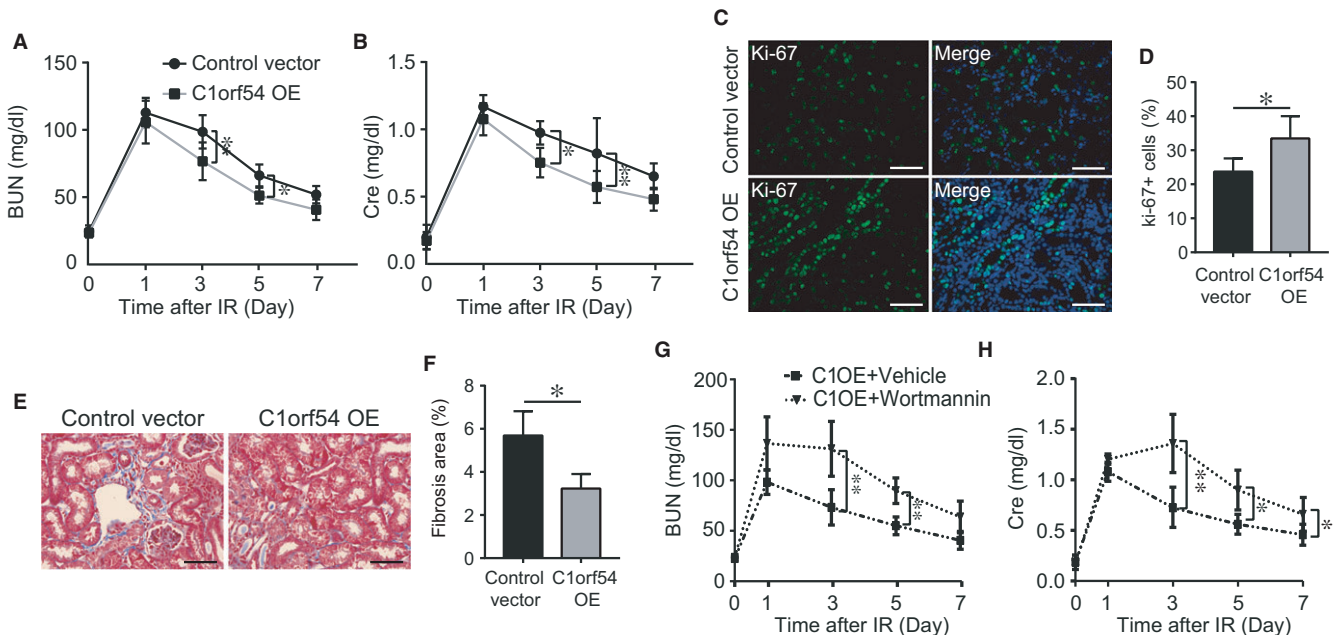 A
BUN (mg/dl)
150
100
50
0
Control vector
C1orf54 OE
**
*
0 1 3 5 7
Time after IR (Day)
B
Cre (mg/dl)
1.5
1.0
0.5
0.0
*
**
0 1 3 5 7
Time after IR (Day)
C
Control vector
C1orf54 OE
Ki-67
Merge
Ki-67
Merge
D
ki-67+ cells (%)
50
40
30
20
10
0
*
Control
vector
C1orf54
OE
E
Control vector
C1orf54 OE
F
Fibrosis area (%)
8
6
4
2
0
*
Control
vector
C1orf54
OE
G
C1OE+Vehicle
C1OE+Wortmannin
BUN (mg/dl)
200
150
100
50
0
**
**
0 1 3 5 7
Time after IR (Day)
H
Cre (mg/dl)
2.0
1.5
1.0
0.5
0.0
**
**
*
0 1 3 5 7
Time after IR (Day)